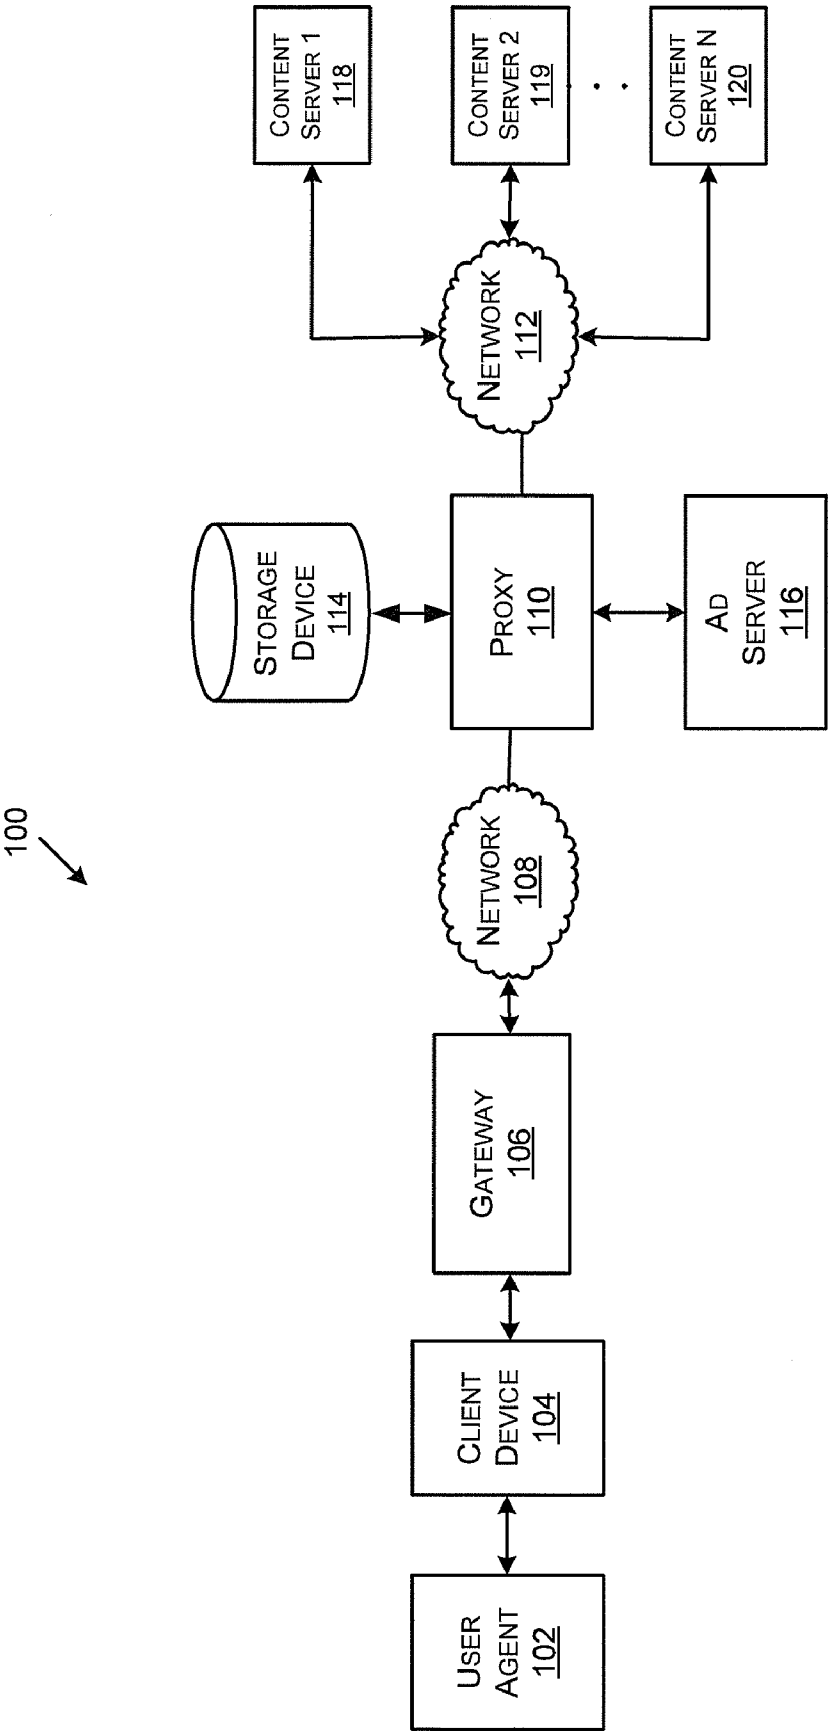 100
USER
AGENT
102
CLIENT
DEVICE
104
GATEWAY
106
NETWORK
108
STORAGE
DEVICE
114
PROXY
110
AD
SERVER
116
NETWORK
112
CONTENT
SERVER 1
118
CONTENT
SERVER 2
119
. . .
CONTENT
SERVER N
120